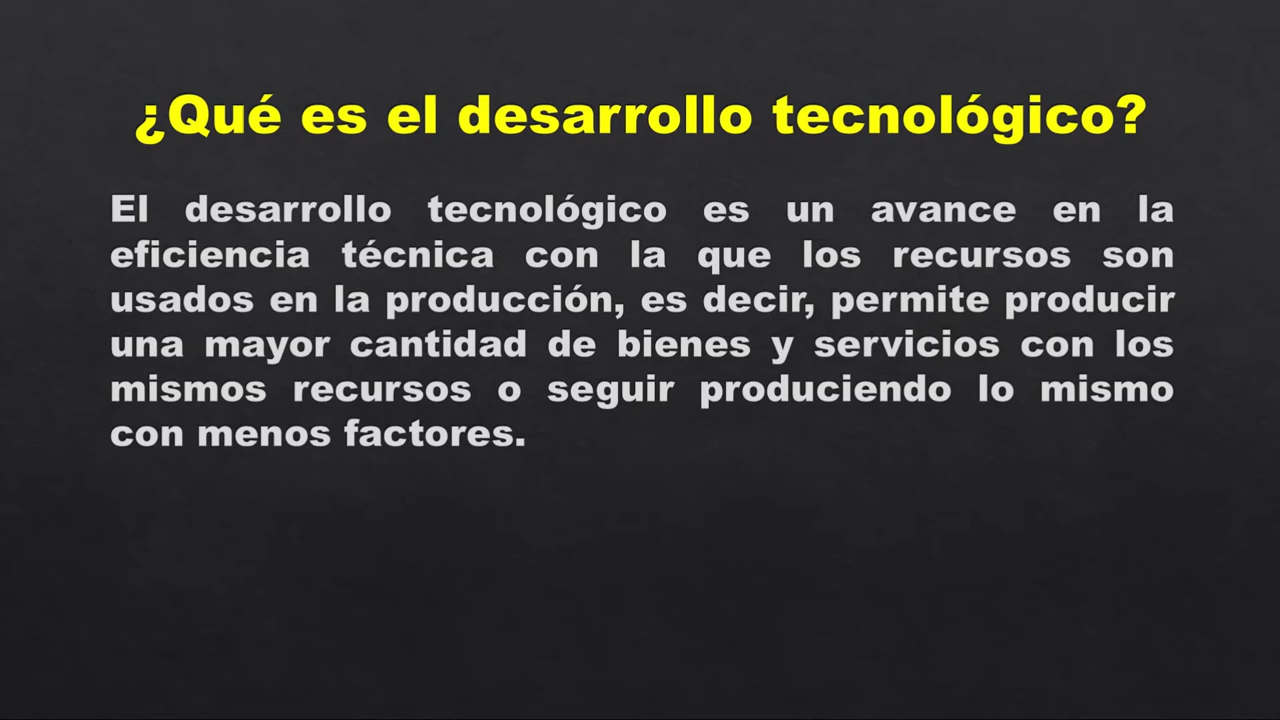 ¿Qué es el desarrollo tecnológico?
El desarrollo tecnológico es un avance en la
eficiencia técnica con la que los recursos son
usados en la producción, es decir, permite producir
una mayor cantidad de bienes y servicios con los
mismos recursos o seguir produciendo lo mismo
con menos factores.